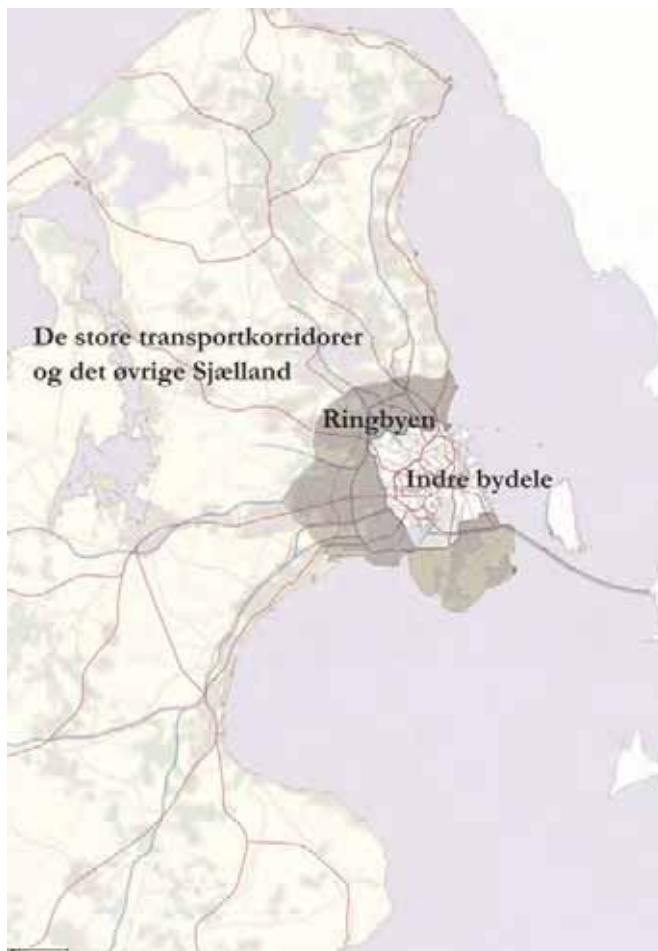 De store transportkorridorer
og det øvrige Sjælland
Ringbyen
Indre bydele